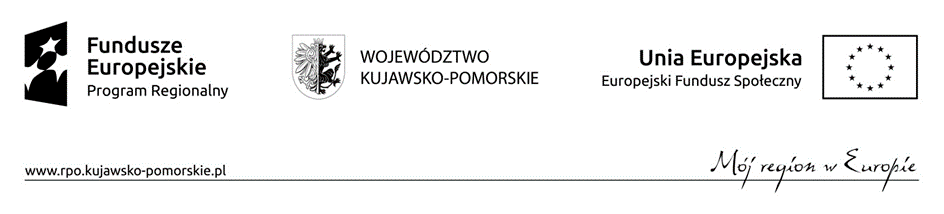 Fundusze
Europejskie
Program Regionalny
WOJEWÓDZTWO
KUJAWSKO-POMORSKIE
Unia Europejska
Europejski Fundusz Społeczny
www.rpo.kujawsko-pomorskie.pl
Mój region w Europie